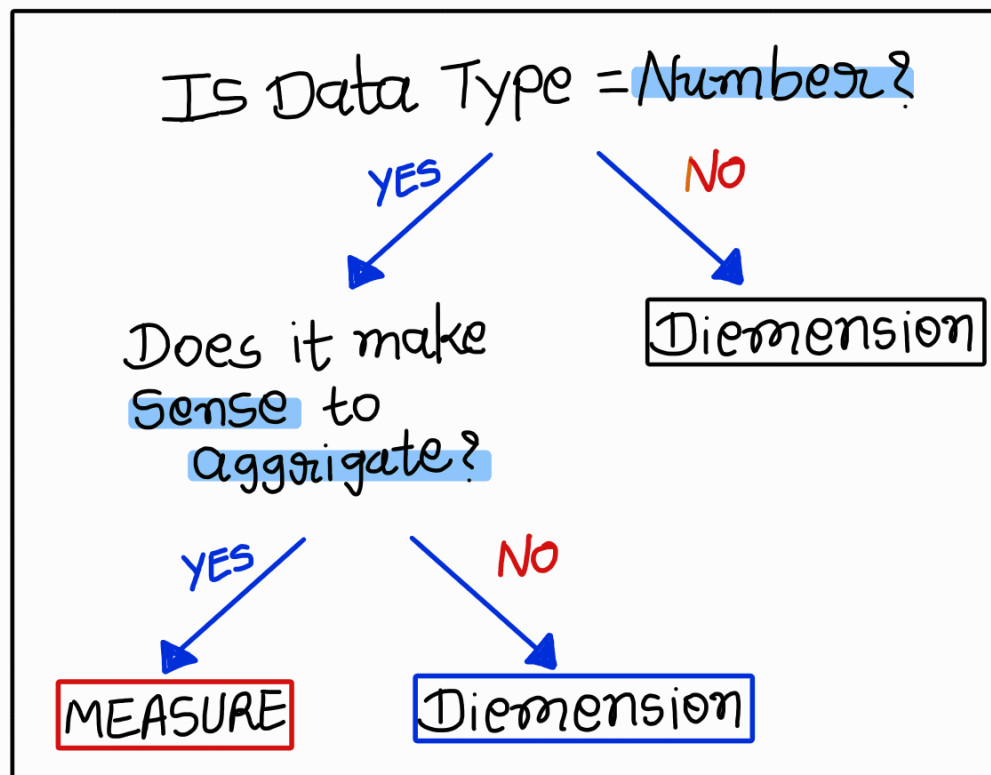 Is Data Type = Number?
YES
NO
Does it make
Diemension
Sense to
aggrigate?
YES
NO
MEASURE
Diemension